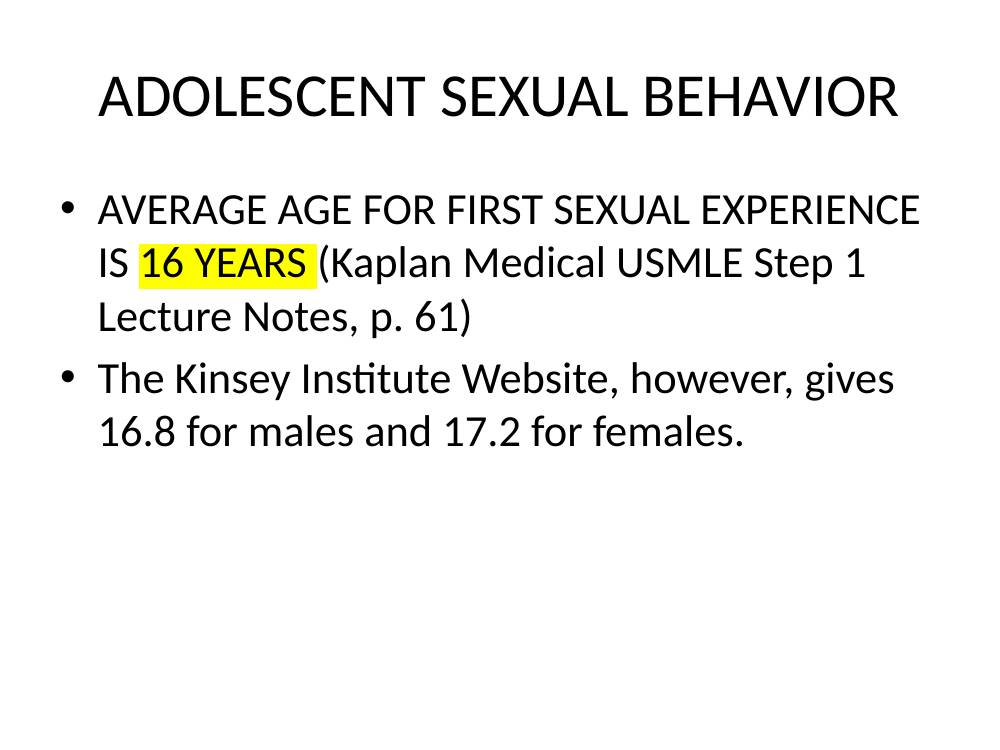 ADOLESCENT SEXUAL BEHAVIOR
• AVERAGE AGE FOR FIRST SEXUAL EXPERIENCE
IS 16 YEARS (Kaplan Medical USMLE Step 1
Lecture Notes, p. 61)
• The Kinsey Institute Website, however, gives
16.8 for males and 17.2 for females.